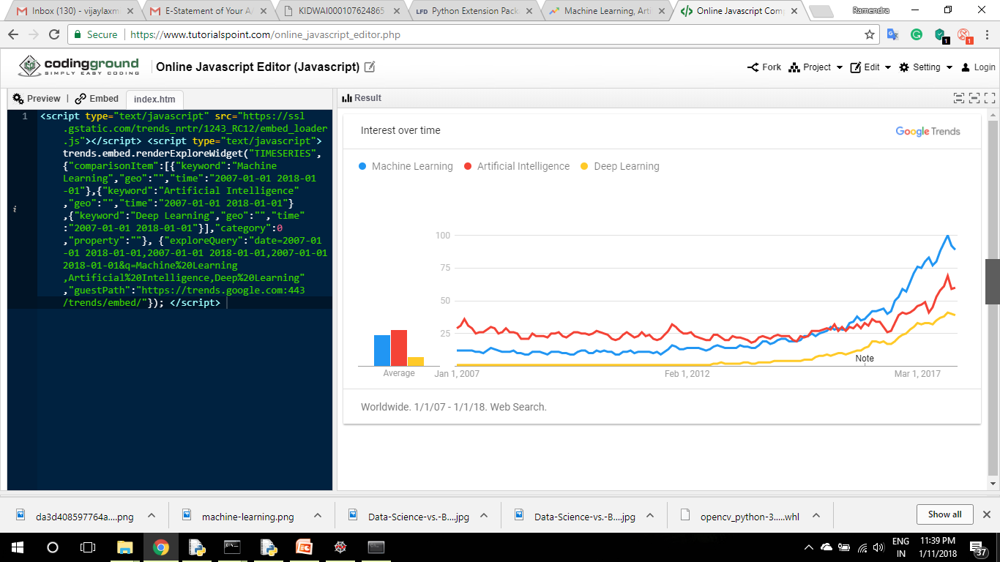 Inbox (130) - vijaylaxm
E-Statement of Your A
KIDWAI000107624865
LFD Python Extension Pack
Machine Learning, Arti
Online Javascript Comp
Ramendra
Secure https://www.tutorialspoint.com/online_javascript_editor.php
1
1
codingground
SIMPLY EASY CODING
Online Javascript Editor (Javascript)
Fork Project Edit Setting Login
Preview | Embed index.htm
Result
1 <script type="text/javascript" src="https://ssl
.gstatic.com/trends_nrtr/1243_RC12/embed_loader
.js"></script> <script type="text/javascript">
trends.embed.renderExploreWidget("TIMESERIES",
{"comparisonItem":[{"keyword":"Machine
Learning","geo":"","time":"2007-01-01 2018-01
-01"},{"keyword":"Artificial Intelligence"
,"geo":"","time":"2007-01-01 2018-01-01"}
i
,{"keyword":"Deep Learning","geo":"","time"
:"2007-01-01 2018-01-01"}],"category":0
,"property":""}, {"exploreQuery":"date=2007-01
-01 2018-01-01,2007-01-01 2018-01-01,2007-01-01
2018-01-01&q=Machine%20Learning
,Artificial%20Intelligence,Deep%20Learning"
,"guestPath":"https://trends.google.com:443
/trends/embed/"}); </script>
Interest over time
Google Trends
Machine Learning Artificial Intelligence Deep Learning
100
75
50
25
Note
Average
Jan 1, 2007 Feb 1, 2012 Mar 1, 2017
Worldwide. 1/1/07 - 1/1/18. Web Search.
da3d408597764a....png
machine-learning.png
Data-Science-vs.-B....jpg
Data-Science-vs.-B....jpg
opencv_python-3.....whl
Show all
ENG
IN
11:39 PM
1/11/2018
37